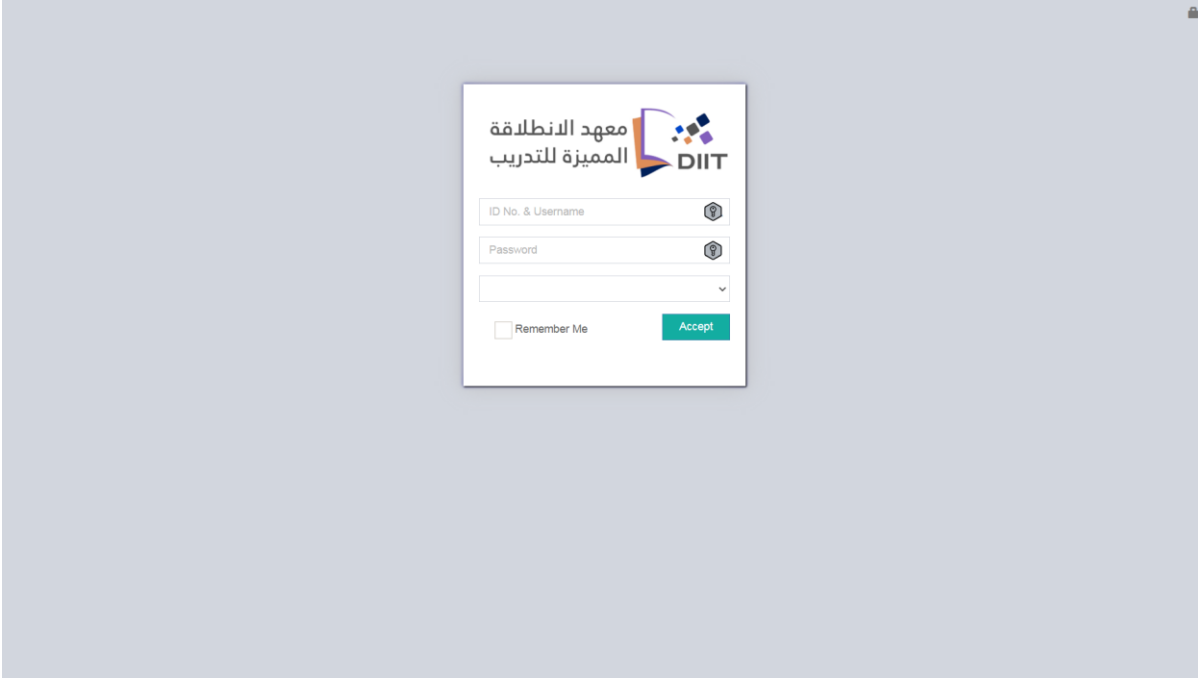 معهد الانطلاقة
المميزة للتدريب
DIIT
ID No. & Username
Password
Remember Me
Accept